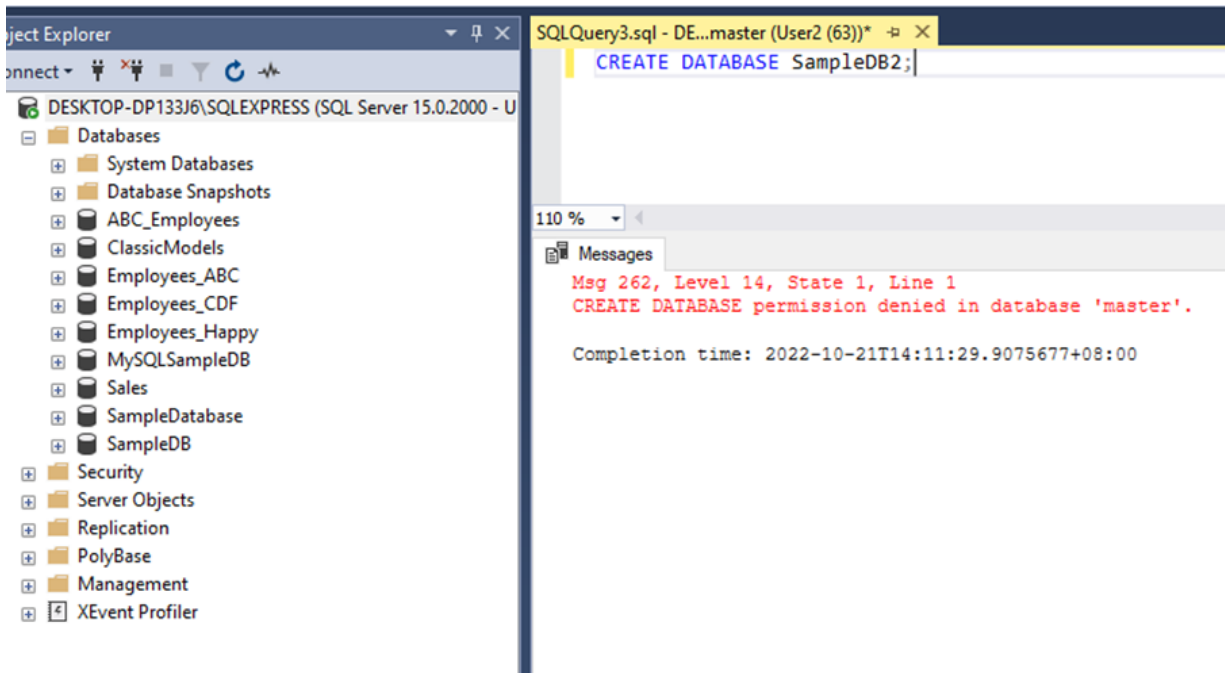 ject Explorer
onnect
DESKTOP-DP133J6\SQLEXPRESS (SQL Server 15.0.2000 - U
Databases
System Databases
Database Snapshots
ABC_Employees
ClassicModels
Employees_ABC
Employees_CDF
Employees_Happy
MySQLSampleDB
Sales
SampleDatabase
SampleDB
Security
Server Objects
Replication
PolyBase
Management
XEvent Profiler
SQLQuery3.sql - DE...master (User2 (63))*
CREATE DATABASE SampleDB2;
110 %
Messages
Msg 262, Level 14, State 1, Line 1
CREATE DATABASE permission denied in database 'master'.
Completion time: 2022-10-21T14:11:29.9075677+08:00